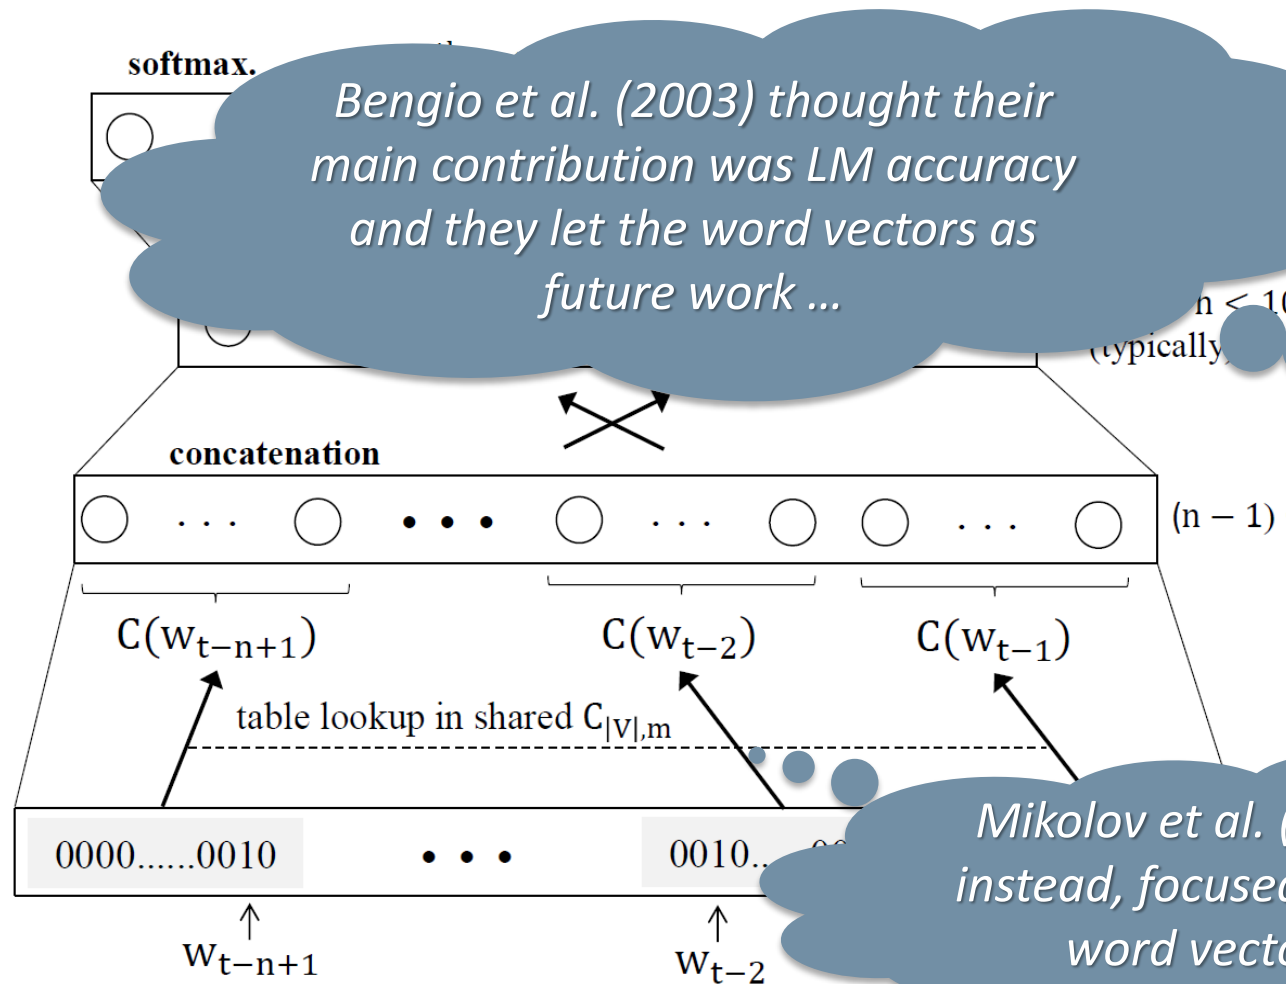 softmax.
Bengio et al. (2003) thought their
main contribution was LM accuracy
and they let the word vectors as
future work ...
(typically
concatenation
. . .
• • •
. . .
. . .
(n − 1)
C(wt−n+1)
C(wt−2)
C(wt−1)
table lookup in shared C|V|,m
0000......0010
• • •
0010..
Mikolov et al. (
instead, focused
word
wt−n+1
wt−2